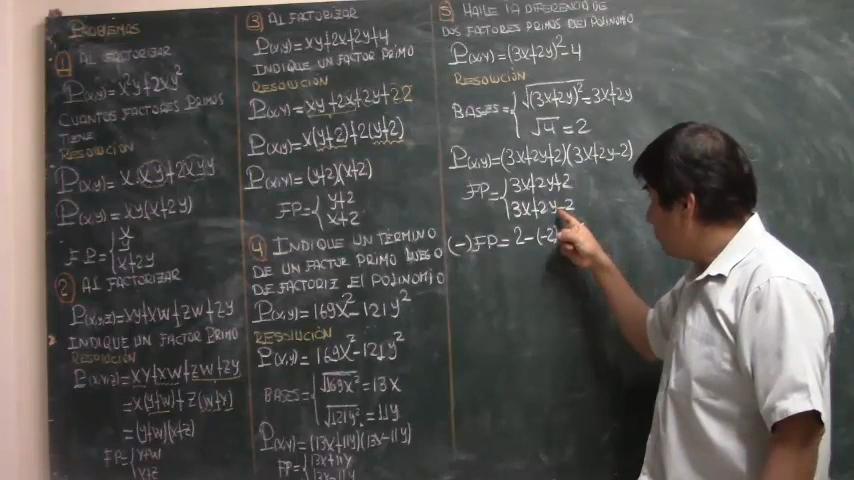 PROBLEMAS
1 AL FACTORIZAR
P(x,y)=x²y+2xy²
CUANTOS FACTORES PRIMOS
TIENE
RESOLUCIÓN
P(x,y)=x.xy+2xyy
P(x,y)=xy(x+2y)
FP={x
y
x+2y
2 AL FACTORIZAR
P(x,y,z)=xy+xw+zw+zy
INDIQUE UN FACTOR PRIMO
RESOLUCIÓN
P(x,y,z)=xy+xw+zw+zy
=x(y+w)+z(w+y)
=(y+w)(x+z)
FP={y+w
x+z
3 AL FACTORIZAR
P(x,y)=xy+2x+2y+4
INDIQUE UN FACTOR PRIMO
RESOLUCIÓN
P(x,y)=xy+2x+2y+22
P(x,y)=x(y+2)+2(y+2)
P(x,y)=(y+2)(x+2)
FP={y+2
x+2
4 INDIQUE UN TÉRMINO
DE UN FACTOR PRIMO LUEGO
DE FACTORIZ El POLINOMIO
P(x,y)=169x²-121y²
RESOLUCIÓN
P(x,y)=169x²-121y²
BASES={√169x²=13x
√121y²=11y
P(x,y)=(13x+11y)(13x-11y)
FP={13x+11y
13x-11y
5 HAllE lA DIFERENCIA DE
DOS FACTORES PRIMOS DEl POLINOMIO
P(x,y)=(3x+2y)²-4
RESOLUCIÓN
BASES={√(3x+2y)²=3x+2y
√4=2
P(x,y)=(3x+2y+2)(3x+2y-2)
FP={3x+2y+2
3x+2y-2
(-)FP=2-(-2)